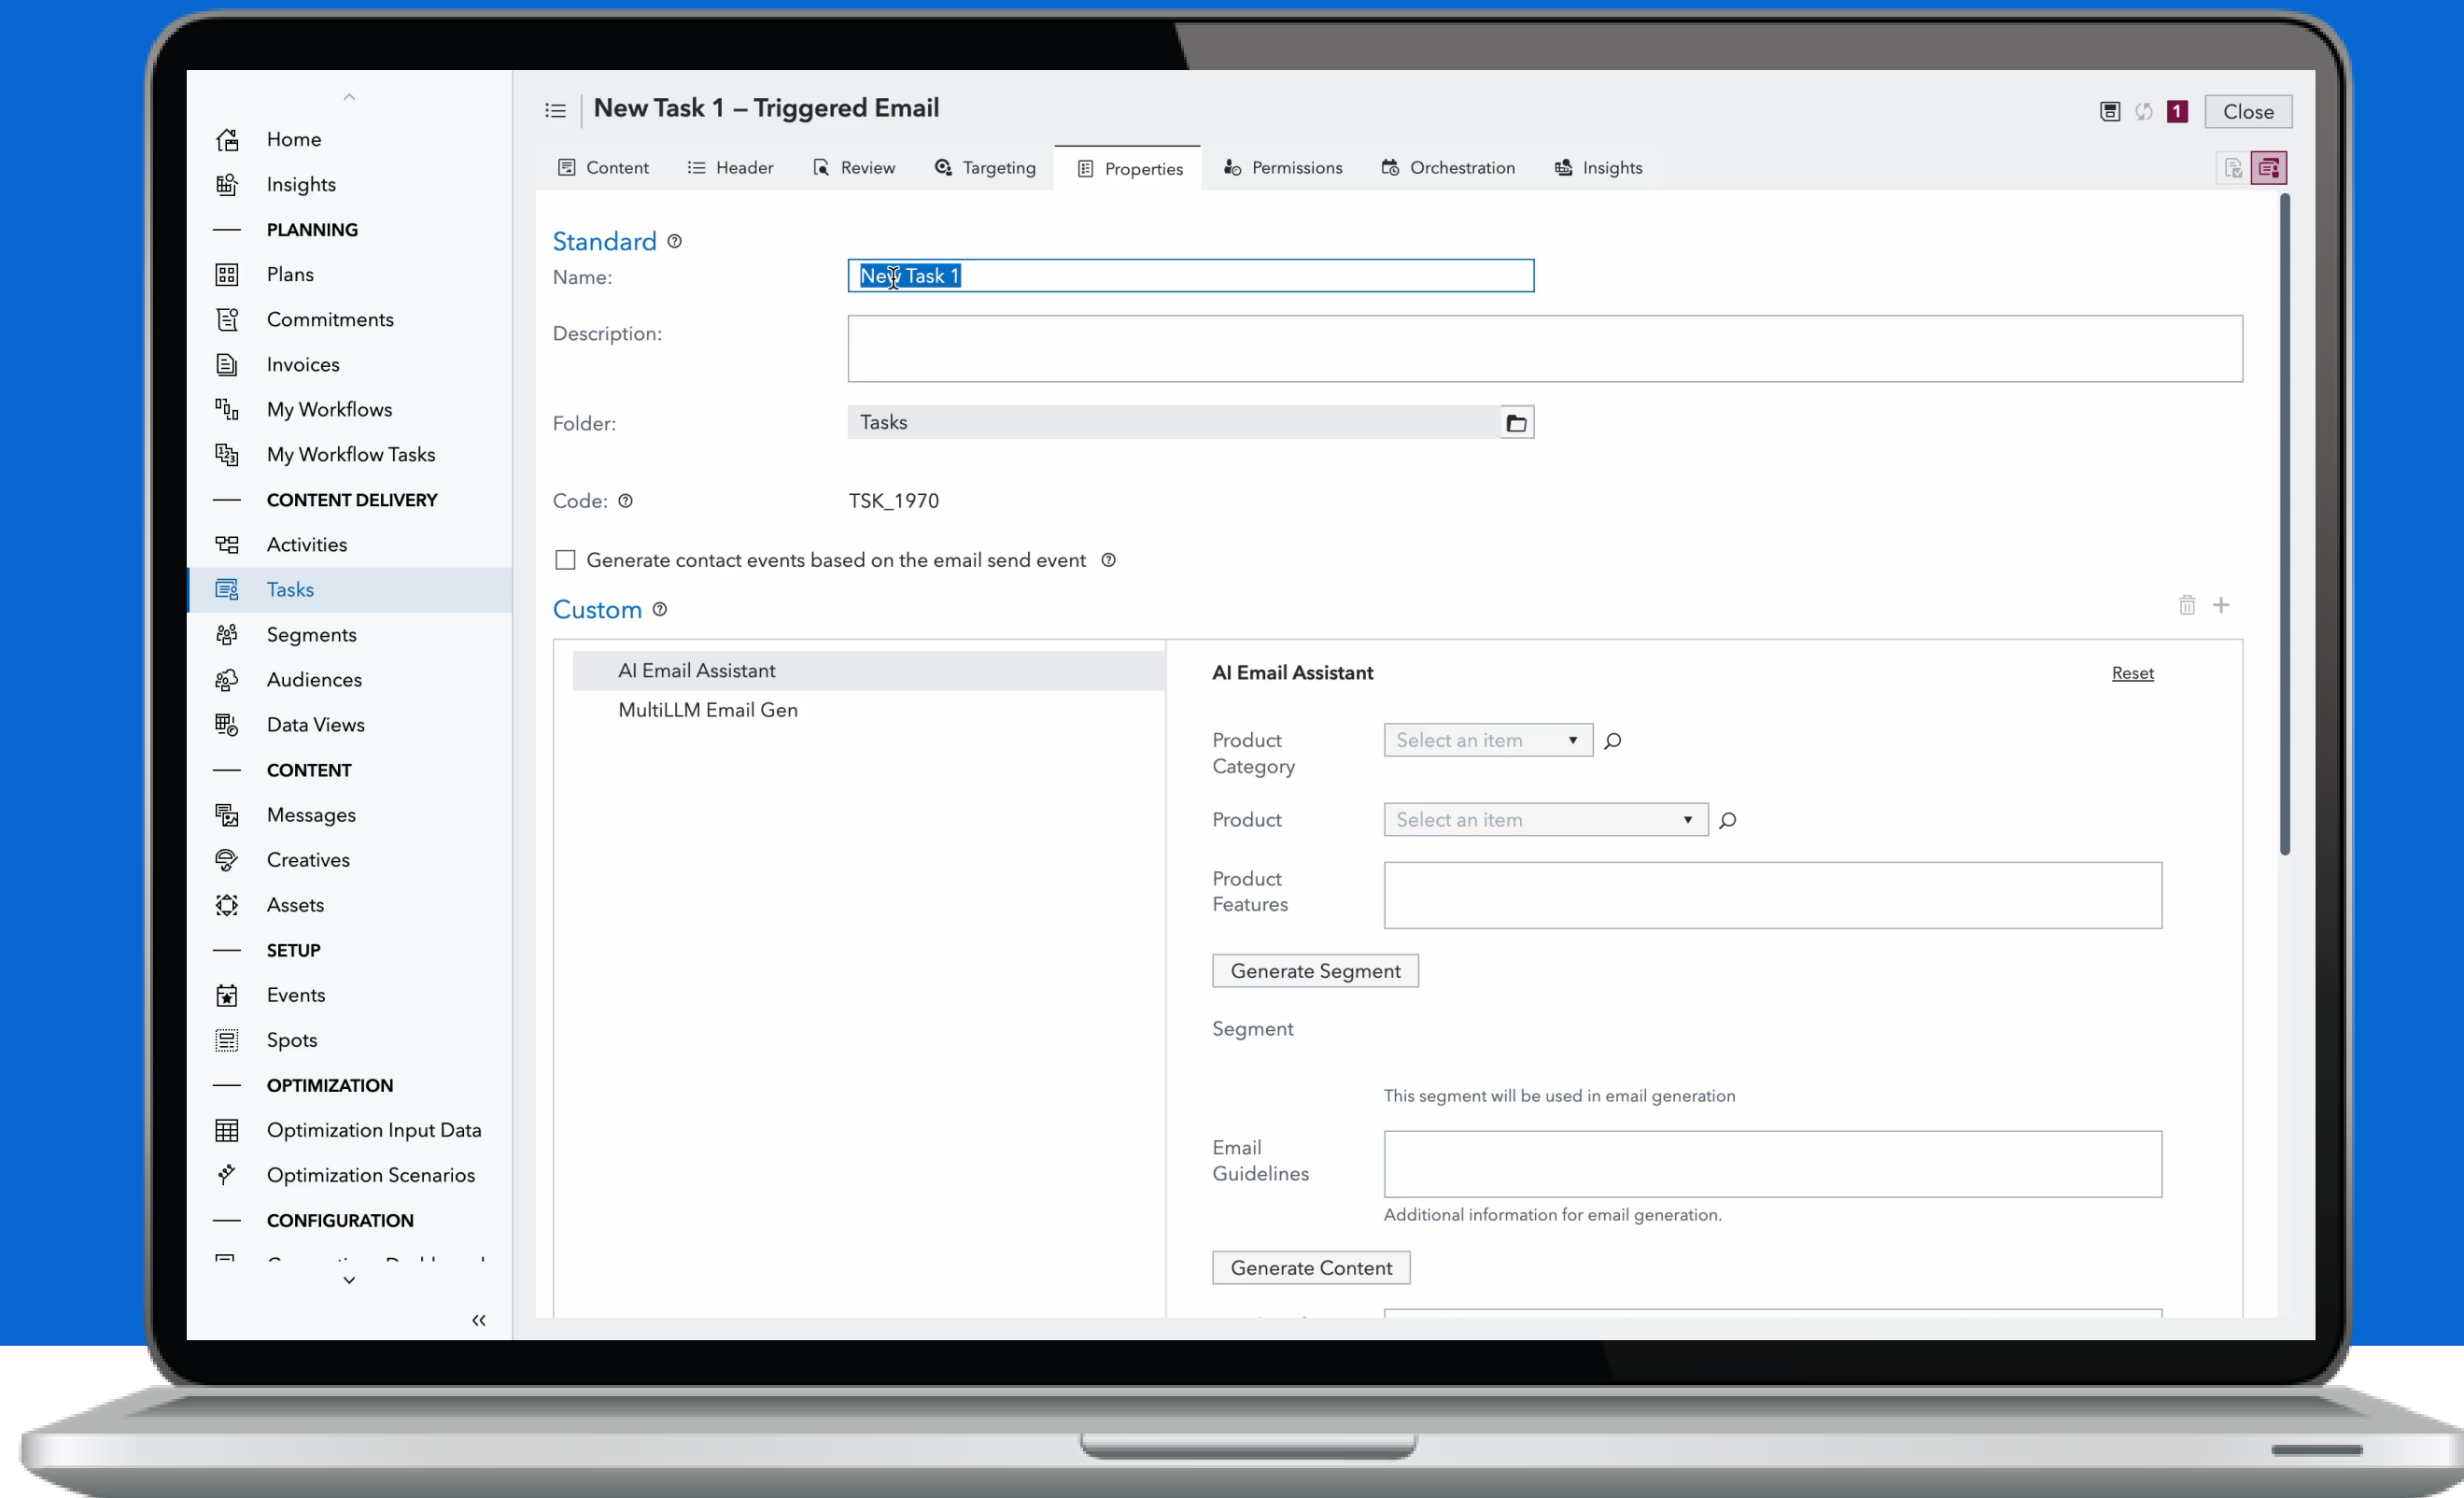 Home
Insights
PLANNING
Plans
Commitments
Invoices
My Workflows
My Workflow Tasks
CONTENT DELIVERY
Activities
Tasks
Segments
Audiences
Data Views
CONTENT
Messages
Creatives
Assets
SETUP
Events
Spots
OPTIMIZATION
Optimization Input Data
Optimization Scenarios
CONFIGURATION
New Task 1 – Triggered Email
1
Close
Content
Header
Review
Targeting
Properties
Permissions
Orchestration
Insights
Standard
Name:
New Task 1
Description:
Folder:
Tasks
Code:
TSK_1970
Generate contact events based on the email send event
Custom
AI Email Assistant
MultiLLM Email Gen
AI Email Assistant
Reset
Product
Category
Select an item
Product
Select an item
Product
Features
Generate Segment
Segment
This segment will be used in email generation
Email
Guidelines
Additional information for email generation.
Generate Content